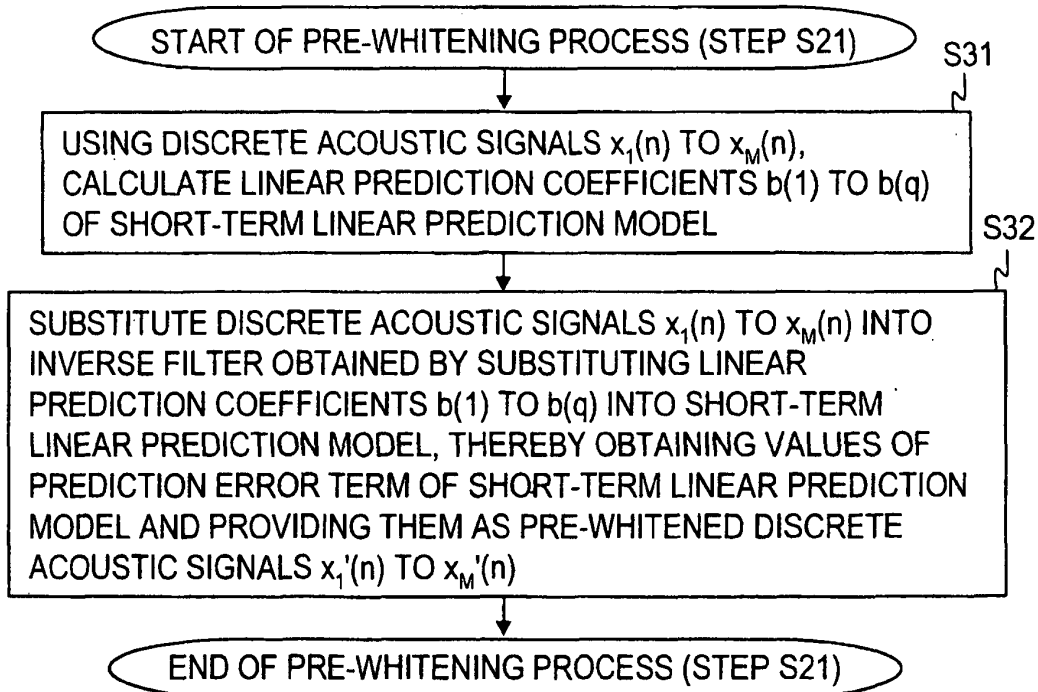 START OF PRE-WHITENING PROCESS (STEP S21)
S31
USING DISCRETE ACOUSTIC SIGNALS x₁(n) TO x_M(n),
CALCULATE LINEAR PREDICTION COEFFICIENTS b(1) TO b(q)
OF SHORT-TERM LINEAR PREDICTION MODEL
S32
SUBSTITUTE DISCRETE ACOUSTIC SIGNALS x₁(n) TO x_M(n) INTO
INVERSE FILTER OBTAINED BY SUBSTITUTING LINEAR
PREDICTION COEFFICIENTS b(1) TO b(q) INTO SHORT-TERM
LINEAR PREDICTION MODEL, THEREBY OBTAINING VALUES OF
PREDICTION ERROR TERM OF SHORT-TERM LINEAR PREDICTION
MODEL AND PROVIDING THEM AS PRE-WHITENED DISCRETE
ACOUSTIC SIGNALS x₁'(n) TO x_M'(n)
END OF PRE-WHITENING PROCESS (STEP S21)